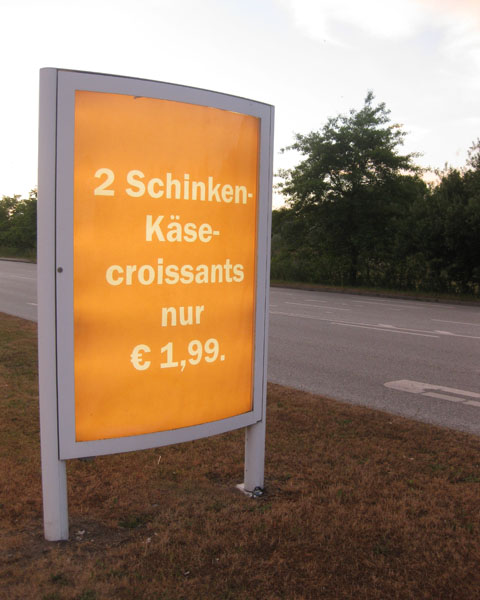 2 Schinken-
Käse-
croissants
nur
€ 1,99.